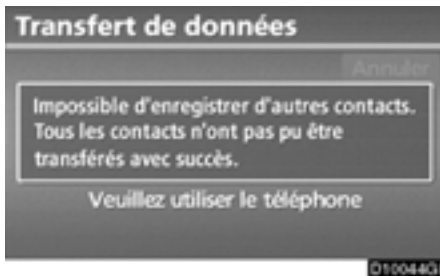 Transfert de données
Annuler
Impossible d'enregistrer d'autres contacts.
Tous les contacts n'ont pas pu être
transférés avec succès.
Veuillez utiliser le téléphone
D10044G